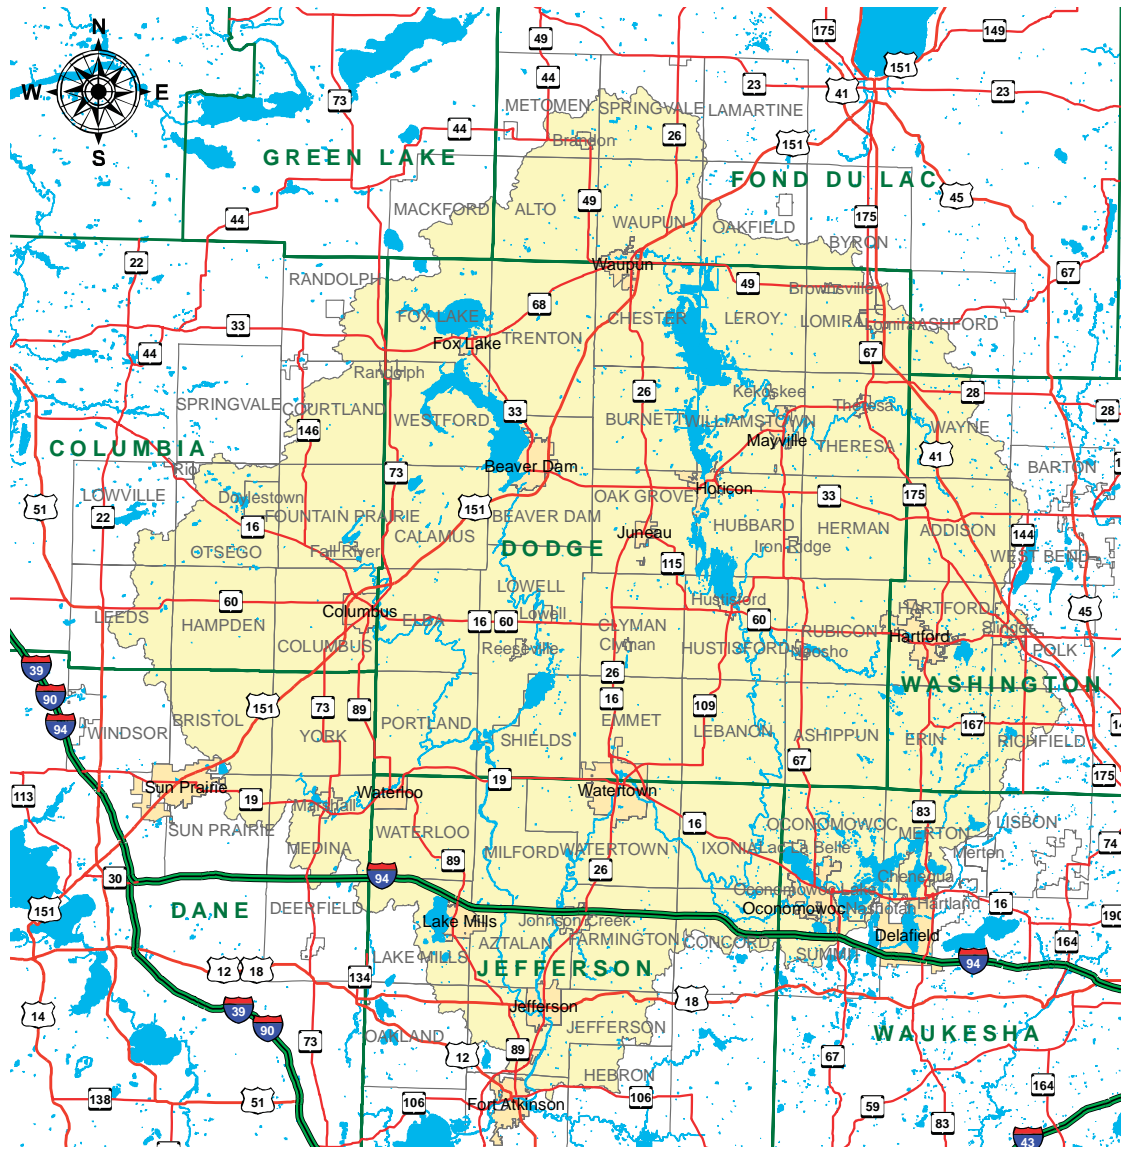 N
W E
S
49
175
149
151
44
23
41
23
73
METOMEN
SPRINGVALE
LAMARTINE
44
26
Brandon
151
GREEN LAKE
FOND DU LAC
45
49
MACKFORD
ALTO
44
WAUPUN
OAKFIELD
175
BYRON
22
Waupun
67
RANDOLPH
49
Brownsville
68
FOX LAKE
CHESTER
LEROY
LOMIRA
Lomira
ASHFORD
33
TRENTON
Fox Lake
44
67
Randolph
26
Kekoskee
28
SPRINGVALE
COURTLAND
33
Theresa
28
WESTFORD
BURNETT
WILLIAMSTOWN
WAYNE
146
Mayville
THERESA
COLUMBIA
41
Rio
73
Beaver Dam
BARTON
LOWVILLE
Doylestown
Horicon
51
OAK GROVE
33
175
22
151
FOUNTAIN PRAIRIE
BEAVER DAM
16
HUBBARD
HERMAN
ADDISON
CALAMUS
Juneau
144
OTSEGO
Fall River
DODGE
Iron Ridge
WEST BEND
115
LOWELL
60
Hustisford
Columbus
HARTFORD
45
LEEDS
ELBA
16
60
Lowell
60
HAMPDEN
CLYMAN
RUBICON
Slinger
Hartford
COLUMBUS
Reeseville
Clyman
HUSTISFORD
Neosho
POLK
39
26
WASHINGTON
90
16
73
89
109
151
94
BRISTOL
PORTLAND
EMMET
167
WINDSOR
YORK
SHIELDS
LEBANON
ASHIPPUN
ERIN
RICHFIELD
67
19
175
Sun Prairie
Waterloo
Watertown
113
19
Marshall
83
16
OCONOMOWOC
LISBON
SUN PRAIRIE
WATERLOO
MERTON
74
MEDINA
MILFORD
WATERTOWN
IXONIA
Lac La Belle
Merton
89
26
30
94
Chenequa
Oconomowoc Lake
16
DANE
DEERFIELD
Oconomowoc
Nashotah
Hartland
151
Lake Mills
Johnson Creek
190
Delafield
AZTALAN
FARMINGTON
CONCORD
164
LAKE MILLS
SUMMIT
94
12
18
JEFFERSON
134
18
39
Jefferson
14
90
JEFFERSON
WAUKESHA
OAKLAND
73
89
12
67
HEBRON
164
138
51
106
Fort Atkinson
106
59
83
43